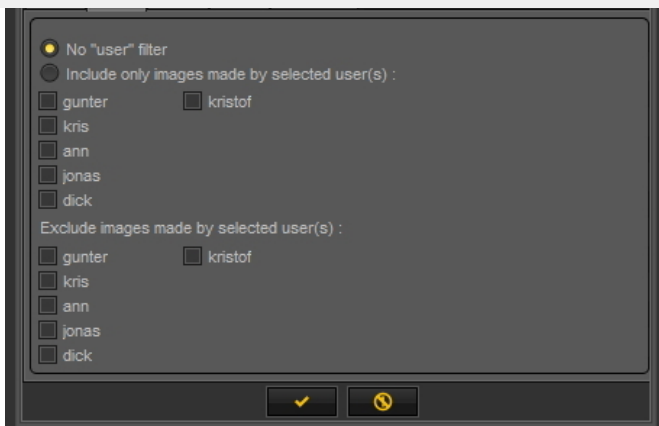 No "user" filter
Include only images made by selected user(s) :
gunter kristof
kris
ann
jonas
dick
Exclude images made by selected user(s) :
gunter kristof
kris
ann
jonas
dick